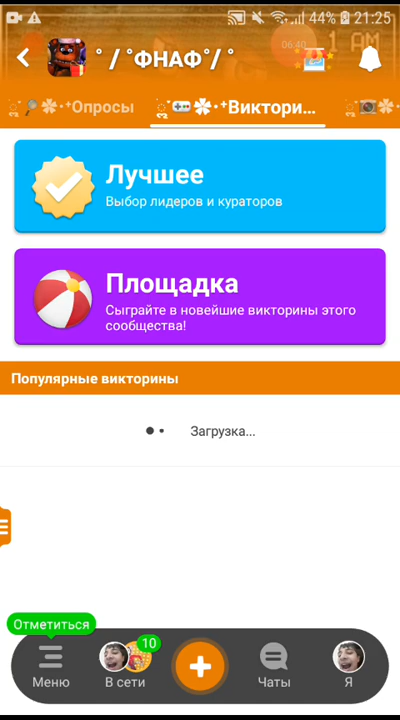 44% 21:25
06:40
1 AM
° / °ФНАФ°/ °
Опросы
Виктори...
Лучшее
Выбор лидеров и кураторов
Площадка
Сыграйте в новейшие викторины этого
сообщества!
Популярные викторины
Загрузка...
Отметиться
10
Меню
В сети
Чаты
Я